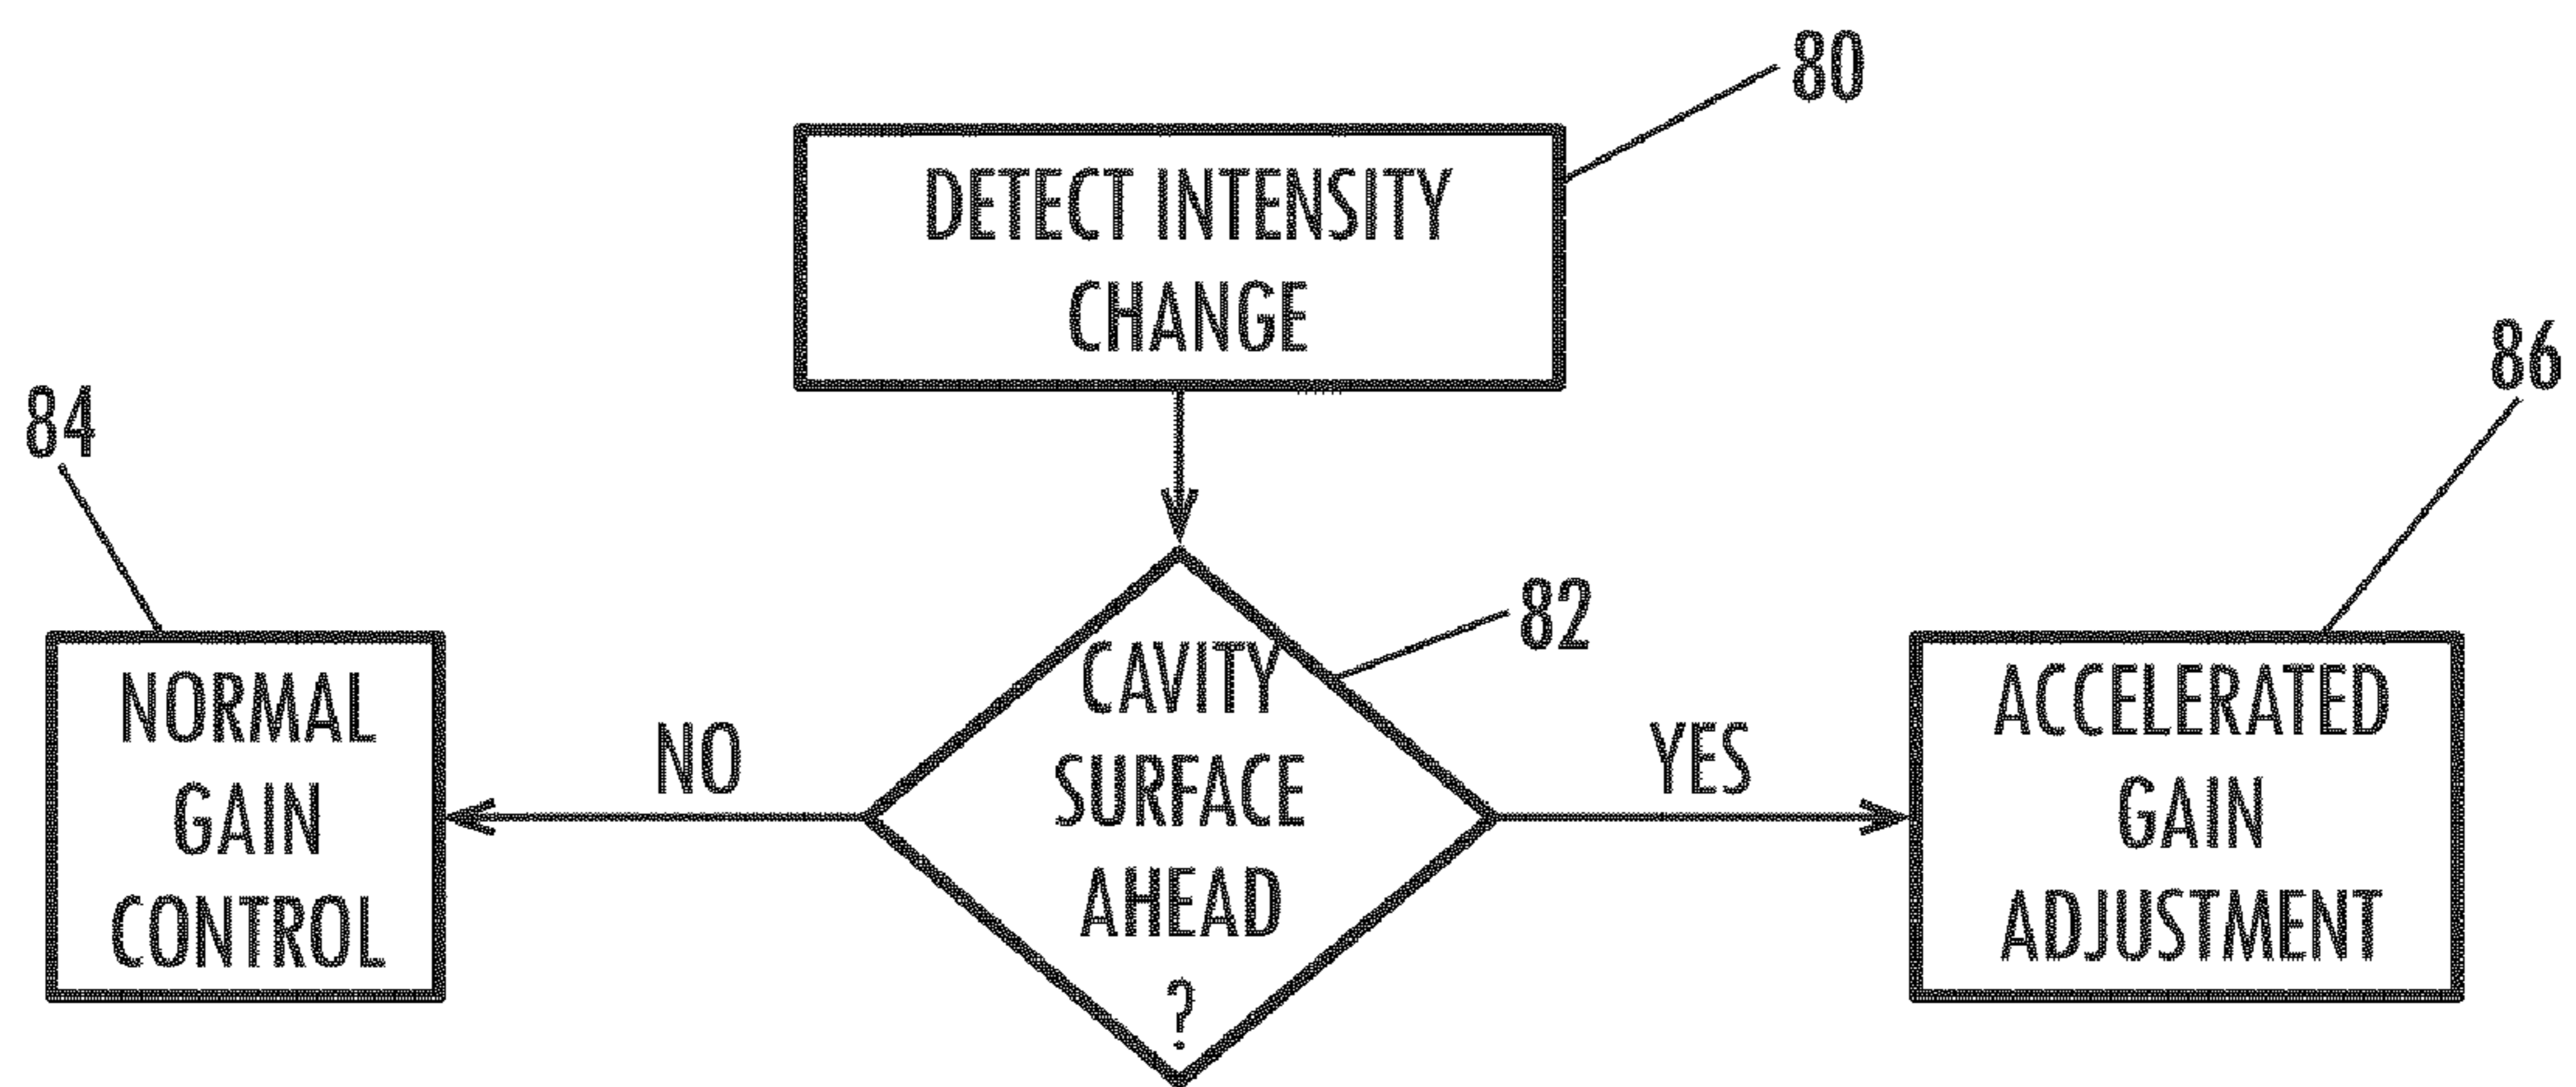 80
DETECT INTENSITY
CHANGE
86
84
82
CAVITY
SURFACE
AHEAD
?
NO
YES
NORMAL
GAIN
CONTROL
ACCELERATED
GAIN
ADJUSTMENT